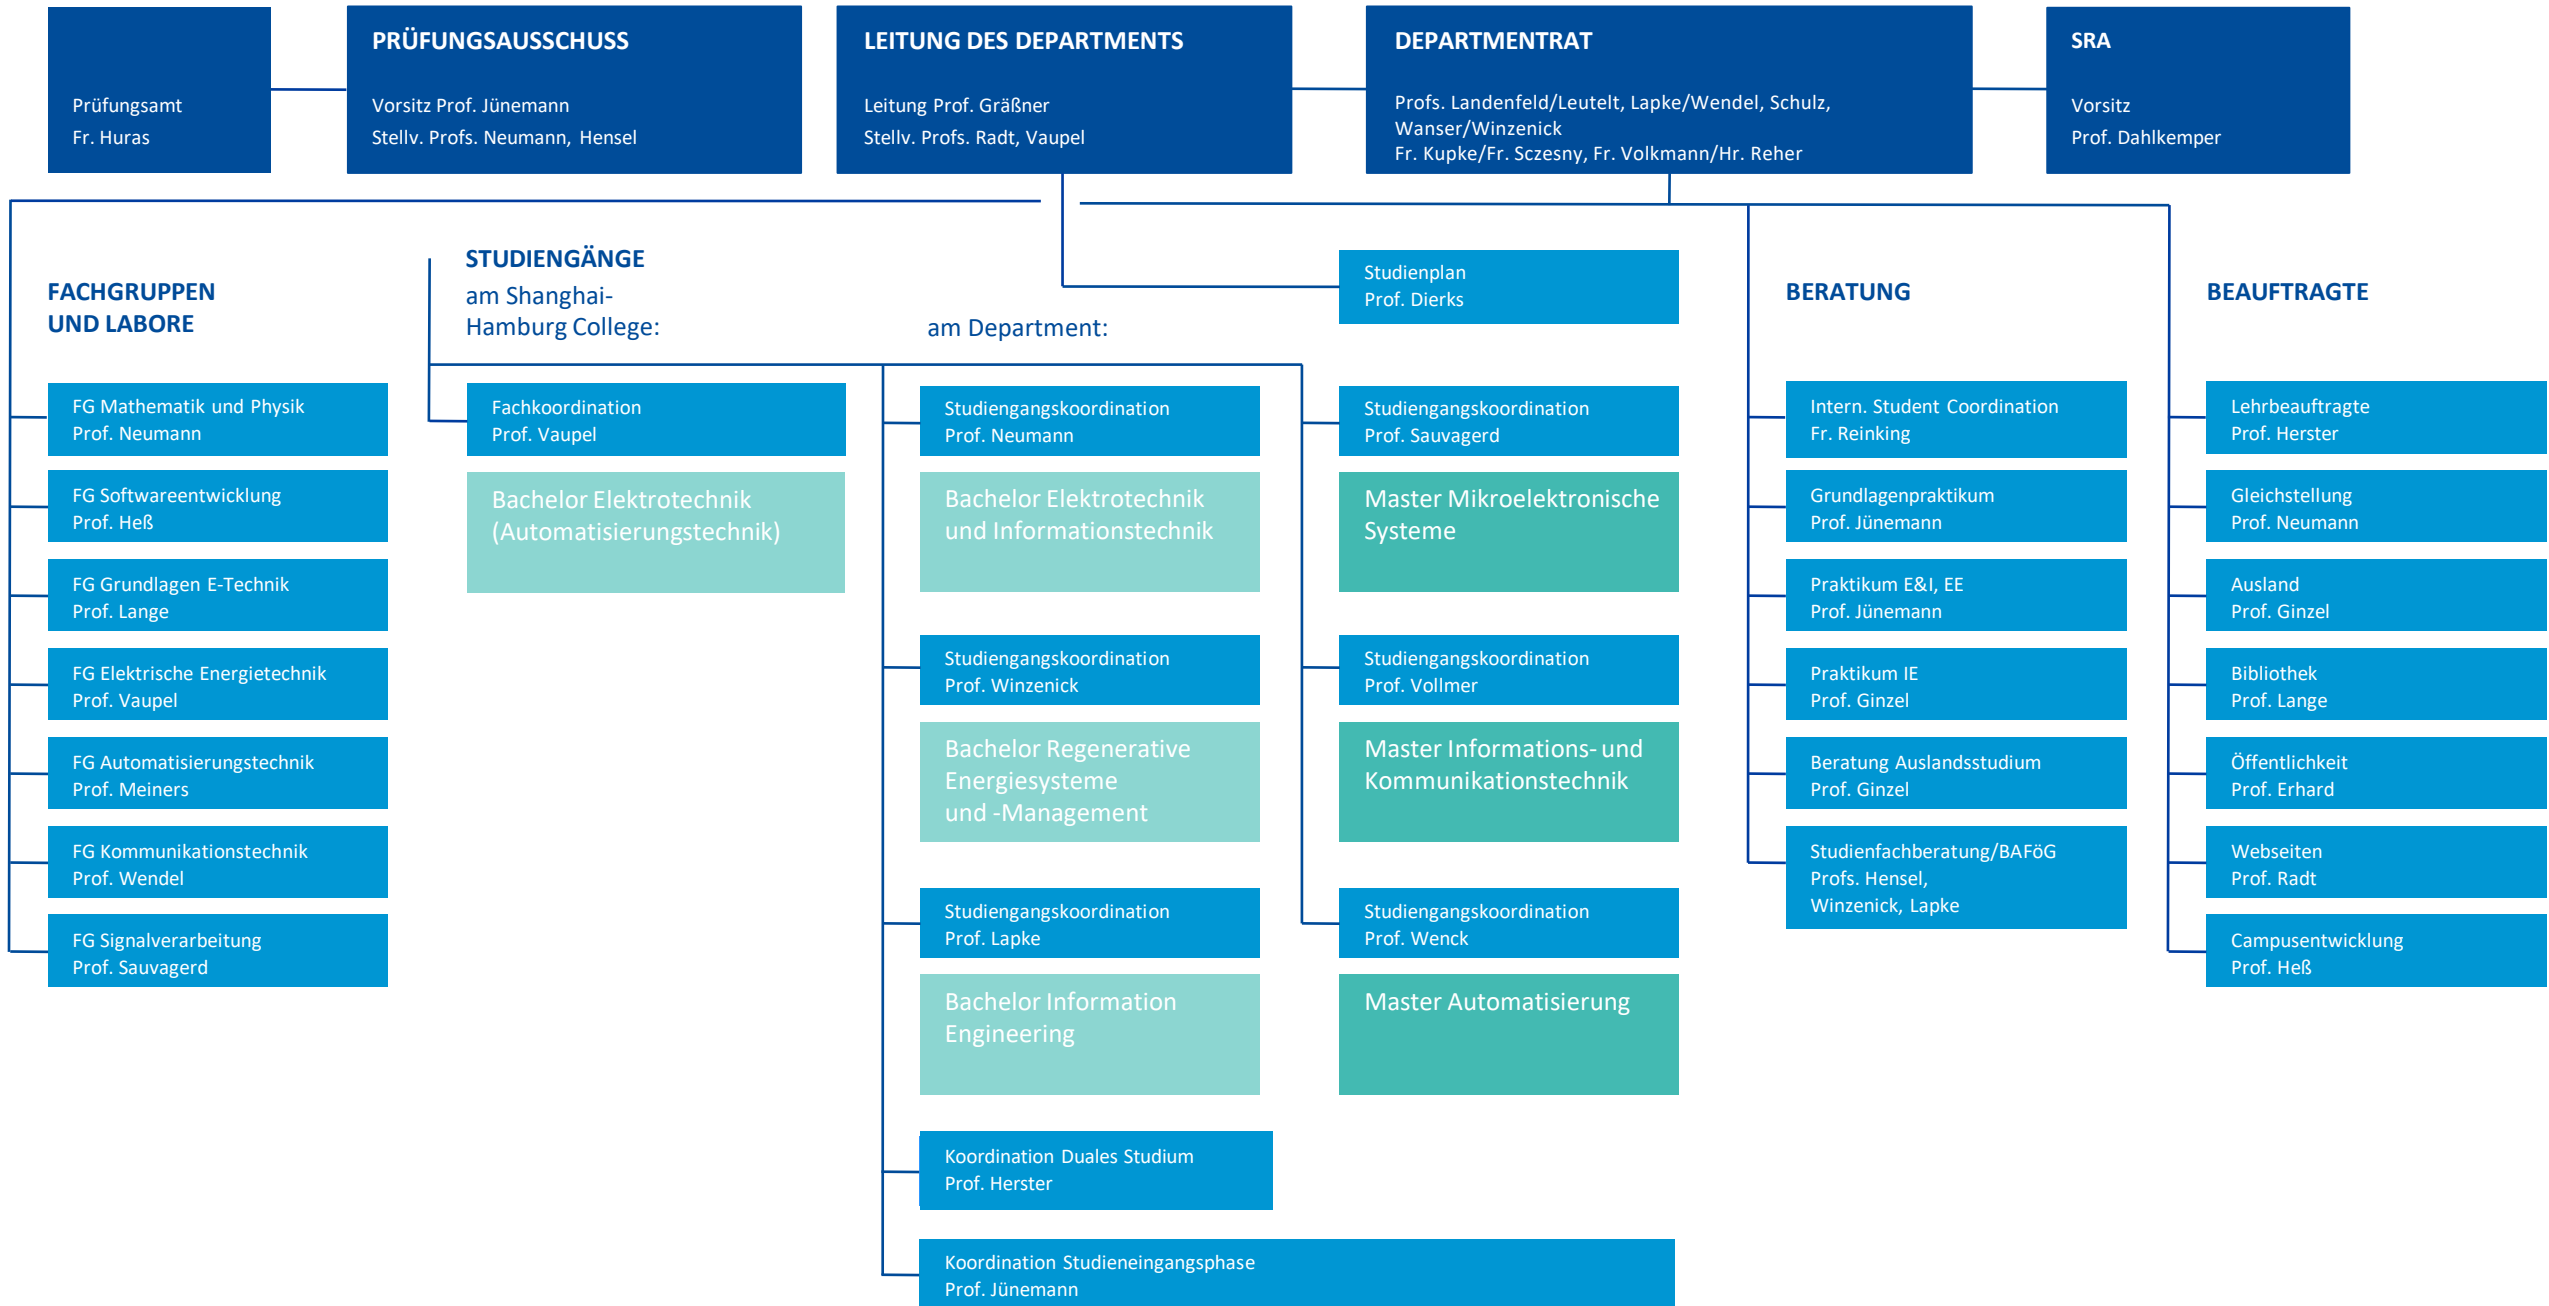 Prüfungsamt
Fr. Huras
PRÜFUNGSAUSSCHUSS
Vorsitz Prof. Jünemann
Stellv. Profs. Neumann, Hensel
LEITUNG DES DEPARTMENTS
Leitung Prof. Gräßner
Stellv. Profs. Radt, Vaupel
DEPARTMENTRAT
Profs. Landenfeld/Leutelt, Lapke/Wendel, Schulz,
Wanser/Winzenick
Fr. Kupke/Fr. Sczesny, Fr. Volkmann/Hr. Reher
SRA
Vorsitz
Prof. Dahlkemper
FACHGRUPPEN
UND LABORE
FG Mathematik und Physik
Prof. Neumann
FG Softwareentwicklung
Prof. Heß
FG Grundlagen E-Technik
Prof. Lange
FG Elektrische Energietechnik
Prof. Vaupel
FG Automatisierungstechnik
Prof. Meiners
FG Kommunikationstechnik
Prof. Wendel
FG Signalverarbeitung
Prof. Sauvagerd
STUDIENGÄNGE
am Shanghai-
Hamburg College:
Fachkoordination
Prof. Vaupel
Bachelor Elektrotechnik
(Automatisierungstechnik)
am Department:
Studiengangskoordination
Prof. Neumann
Bachelor Elektrotechnik
und Informationstechnik
Studiengangskoordination
Prof. Winzenick
Bachelor Regenerative
Energiesysteme
und -Management
Studiengangskoordination
Prof. Lapke
Bachelor Information
Engineering
Koordination Duales Studium
Prof. Herster
Koordination Studieneingangsphase
Prof. Jünemann
Studienplan
Prof. Dierks
Studiengangskoordination
Prof. Sauvagerd
Master Mikroelektronische
Systeme
Studiengangskoordination
Prof. Vollmer
Master Informations- und
Kommunikationstechnik
Studiengangskoordination
Prof. Wenck
Master Automatisierung
BERATUNG
Intern. Student Coordination
Fr. Reinking
Grundlagenpraktikum
Prof. Jünemann
Praktikum E&I, EE
Prof. Jünemann
Praktikum IE
Prof. Ginzel
Beratung Auslandsstudium
Prof. Ginzel
Studienfachberatung/BAFöG
Profs. Hensel,
Winzenick, Lapke
BEAUFTRAGTE
Lehrbeauftragte
Prof. Herster
Gleichstellung
Prof. Neumann
Ausland
Prof. Ginzel
Bibliothek
Prof. Lange
Öffentlichkeit
Prof. Erhard
Webseiten
Prof. Radt
Campusentwicklung
Prof. Heß